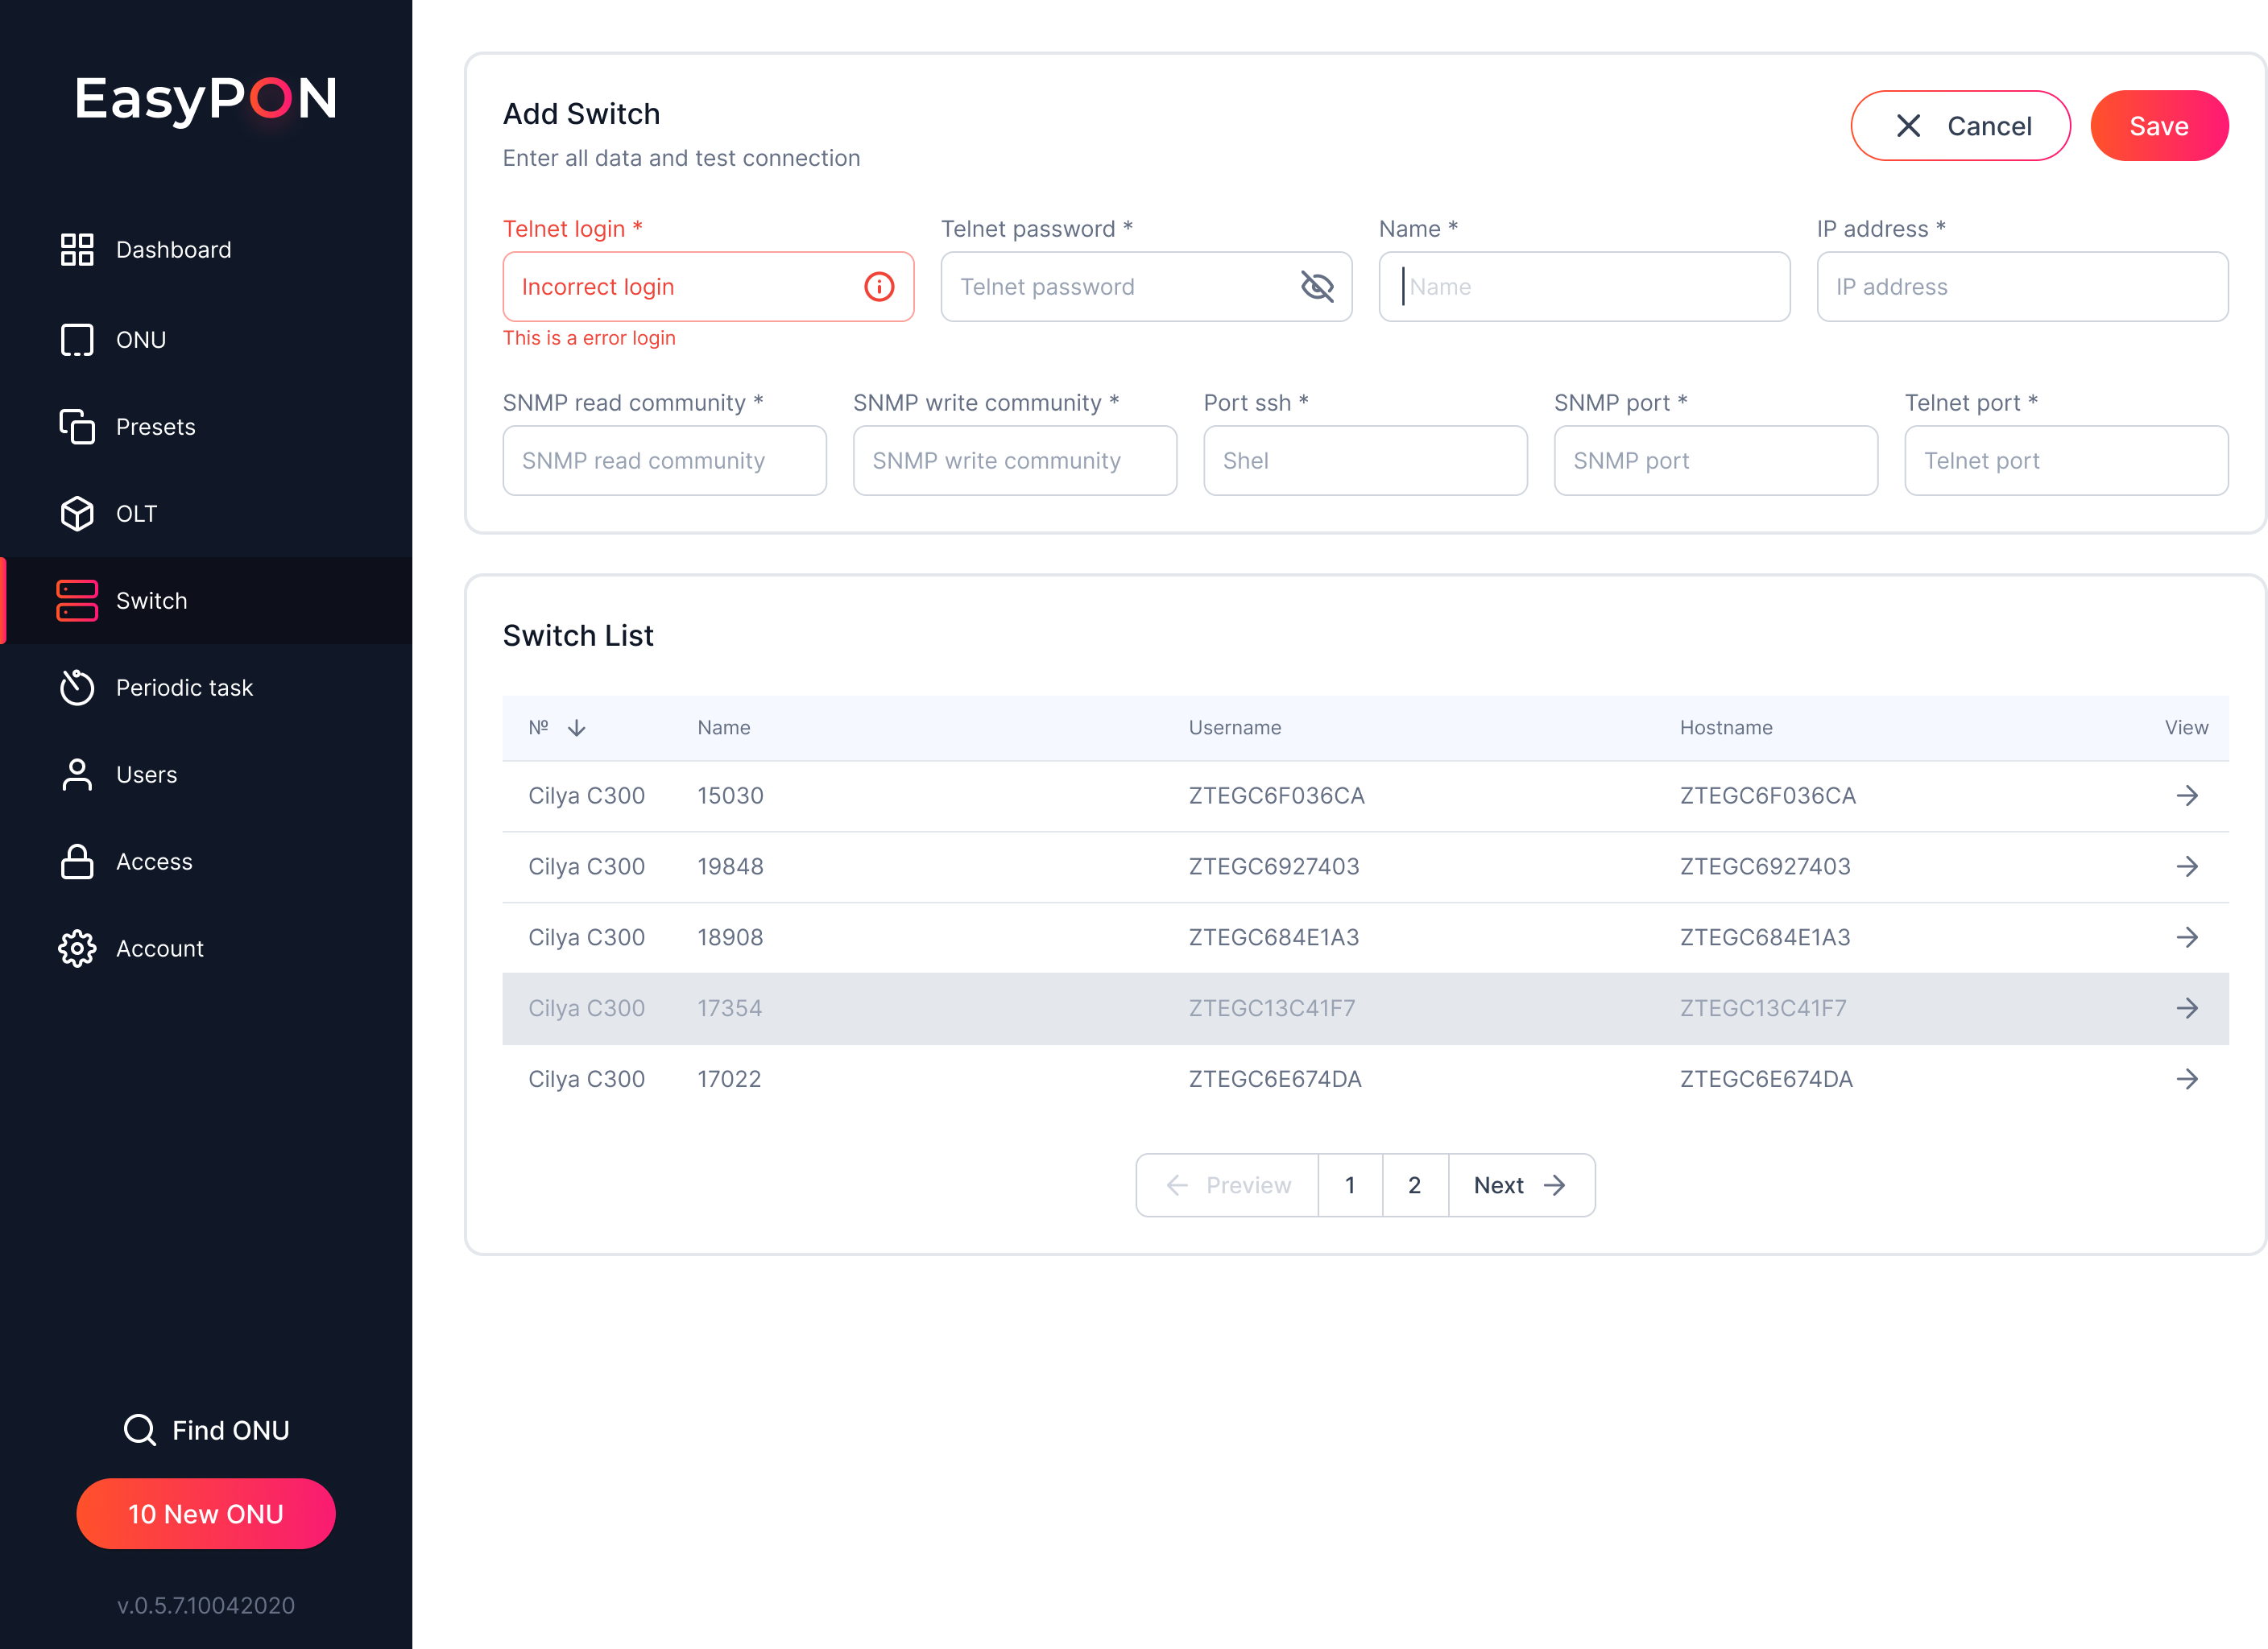 EasyPON
Dashboard
ONU
Presets
OLT
Switch
Periodic task
Users
Access
Account
Find ONU
10 New ONU
v.0.5.7.10042020
Add Switch
Enter all data and test connection
Cancel
Save
Telnet login *
Telnet password *
Name *
IP address *
Incorrect login
Telnet password
Name
IP address
This is a error login
SNMP read community *
SNMP write community *
Port ssh *
SNMP port *
Telnet port *
SNMP read community
SNMP write community
Shel
SNMP port
Telnet port
Switch List
№ Name Username Hostname View
Cilya C300 15030 ZTEGC6F036CA ZTEGC6F036CA
Cilya C300 19848 ZTEGC6927403 ZTEGC6927403
Cilya C300 18908 ZTEGC684E1A3 ZTEGC684E1A3
Cilya C300 17354 ZTEGC13C41F7 ZTEGC13C41F7
Cilya C300 17022 ZTEGC6E674DA ZTEGC6E674DA
Preview 1 2 Next